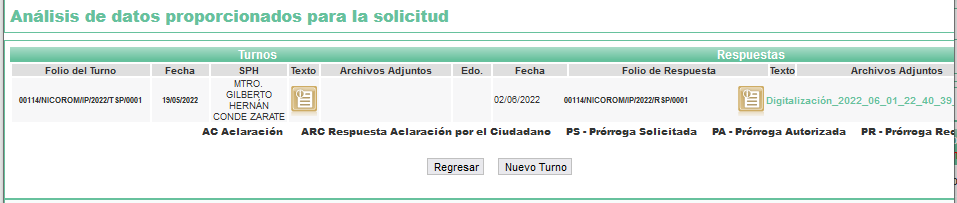 Análisis de datos proporcionados para la solicitud
Turnos Respuestas
Folio del Turno Fecha SPH Texto Archivos Adjuntos Edo. Fecha Folio de Respuesta Texto Archivos Adjuntos
00114/NICOROM/IP/2022/TSP/0001 19/05/2022 MTRO. GILBERTO HERNÁN CONDE ZARATE 02/06/2022 00114/NICOROM/IP/2022/RSP/0001 Digitalización_2022_06_01_22_40_39_
AC Aclaración ARC Respuesta Aclaración por el Ciudadano PS - Prórroga Solicitada PA - Prórroga Autorizada PR - Prórroga Rec
Regresar Nuevo Turno